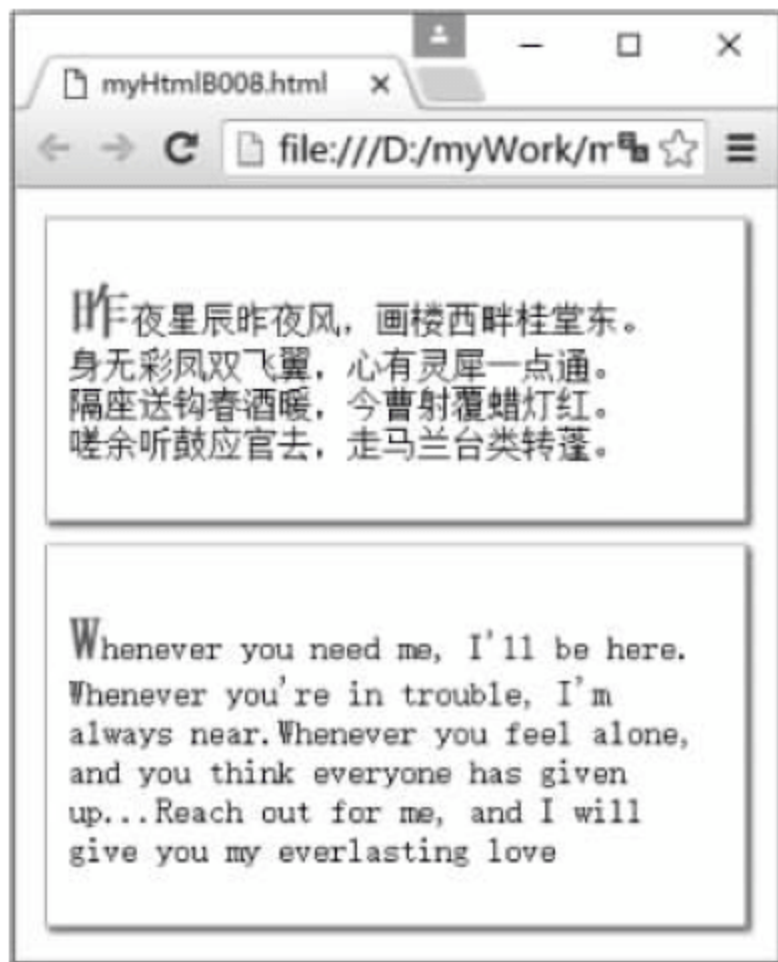 myHtmlB008.html
file:///D:/myWork/m
昨夜星辰昨夜风，画楼西畔桂堂东。
身无彩凤双飞翼，心有灵犀一点通。
隔座送钩春酒暖，今曹射覆蜡灯红。
嗟余听鼓应官去，走马兰台类转蓬。
Whenever you need me, I'll be here.
Whenever you're in trouble, I'm
always near.Whenever you feel alone,
and you think everyone has given
up...Reach out for me, and I will
give you my everlasting love